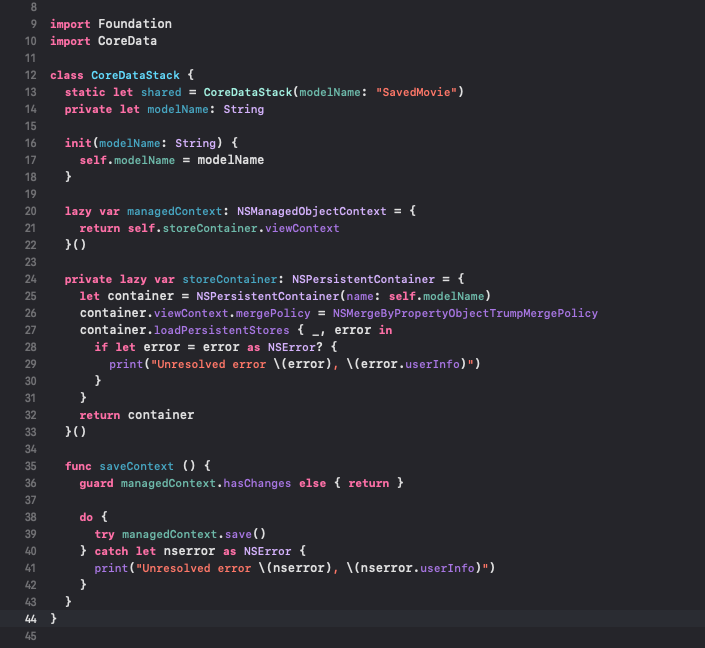 8
9 import Foundation
10 import CoreData
11
12 class CoreDataStack {
13   static let shared = CoreDataStack(modelName: "SavedMovie")
14   private let modelName: String
15
16   init(modelName: String) {
17     self.modelName = modelName
18   }
19
20   lazy var managedContext: NSManagedObjectContext = {
21     return self.storeContainer.viewContext
22   }()
23
24   private lazy var storeContainer: NSPersistentContainer = {
25     let container = NSPersistentContainer(name: self.modelName)
26     container.viewContext.mergePolicy = NSMergeByPropertyObjectTrumpMergePolicy
27     container.loadPersistentStores { _, error in
28       if let error = error as NSError? {
29         print("Unresolved error \(error), \(error.userInfo)")
30       }
31     }
32     return container
33   }()
34
35   func saveContext () {
36     guard managedContext.hasChanges else { return }
37
38     do {
39       try managedContext.save()
40     } catch let nserror as NSError {
41       print("Unresolved error \(nserror), \(nserror.userInfo)")
42     }
43   }
44 }
45